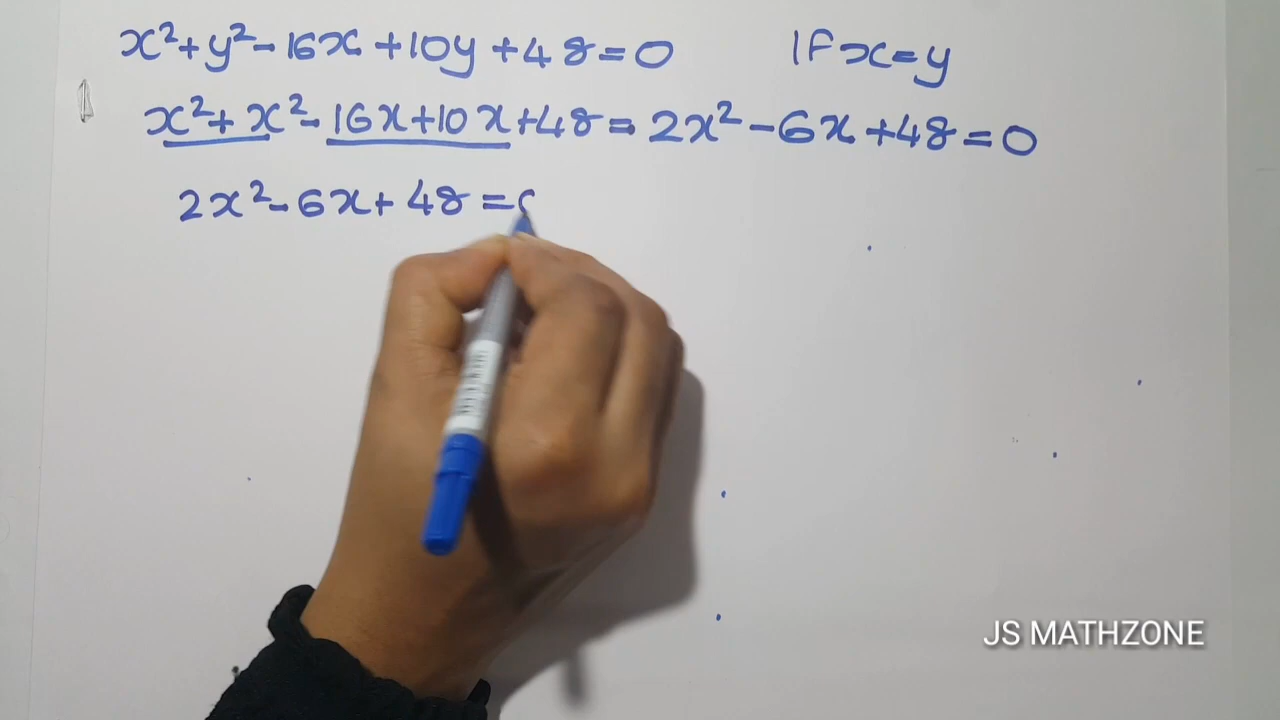 x²+y²-16x+10y+48=0 If x=y
x²+x²-16x+10x+48=2x²-6x+48=0
2x²-6x+48=0
JS MATHZONE